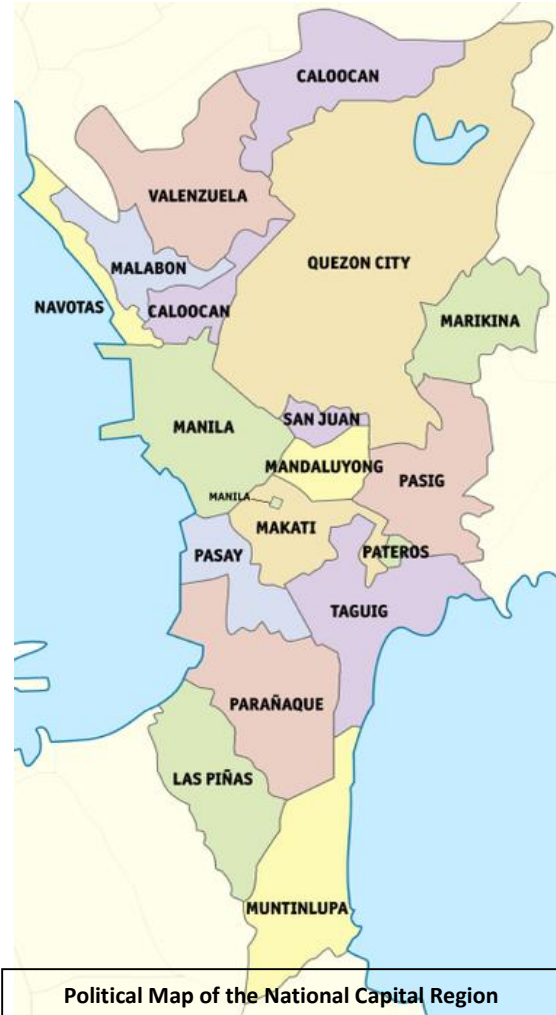 CALOOCAN
VALENZUELA
QUEZON CITY
MALABON
NAVOTAS
CALOOCAN
MARIKINA
SAN JUAN
MANILA
MANDALUYONG
PASIG
MANILA
MAKATI
PASAY
PATEROS
TAGUIG
PARAÑAQUE
LAS PIÑAS
MUNTINLUPA
Political Map of the National Capital Region